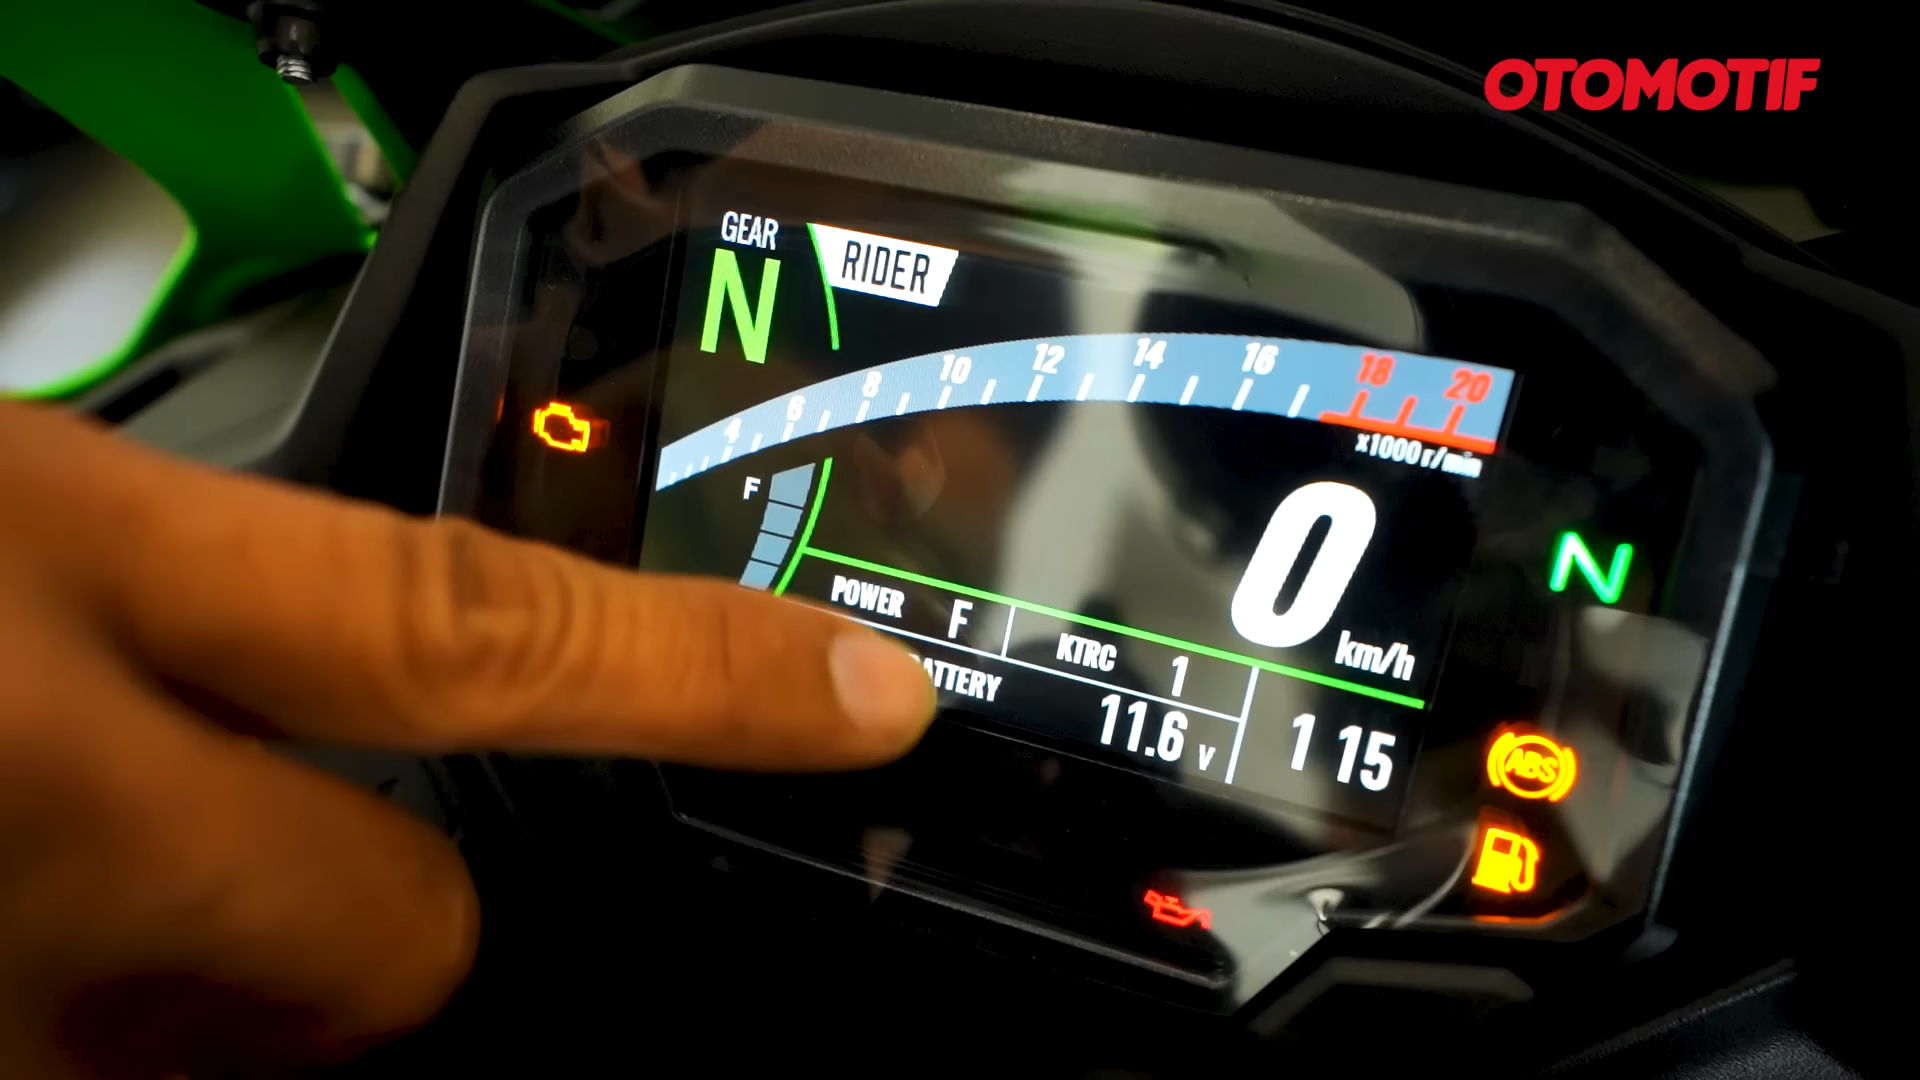 OTOMOTIF
GEAR
N
RIDER
4 6 8 10 12 14 16 18 20
x1000 r/min
F
0
km/h
N
POWER F
KTRC 1
ATTERY
11.6 V
1 15
ABS